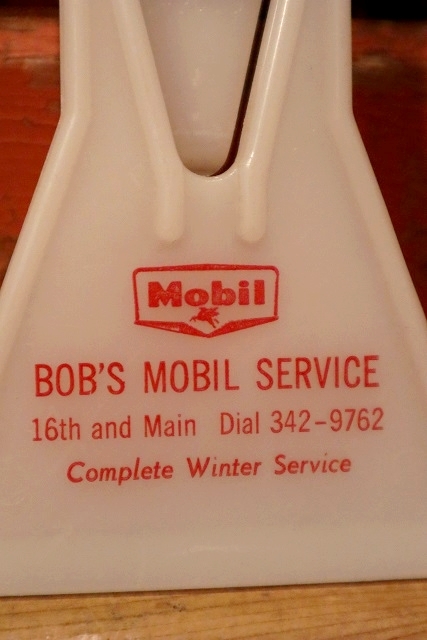 Mobil
BOB'S MOBIL SERVICE
16th and Main Dial 342-9762
Complete Winter Service